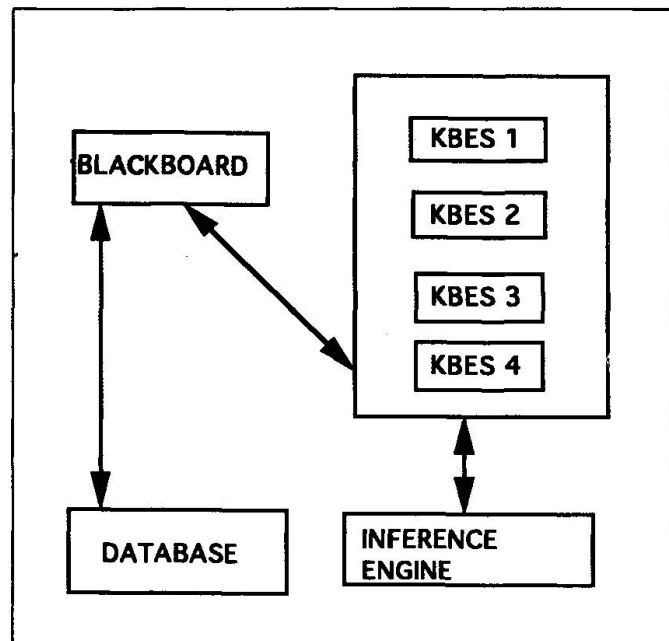 BLACKBOARD
KBES 1
KBES 2
KBES 3
KBES 4
DATABASE
INFERENCE
ENGINE